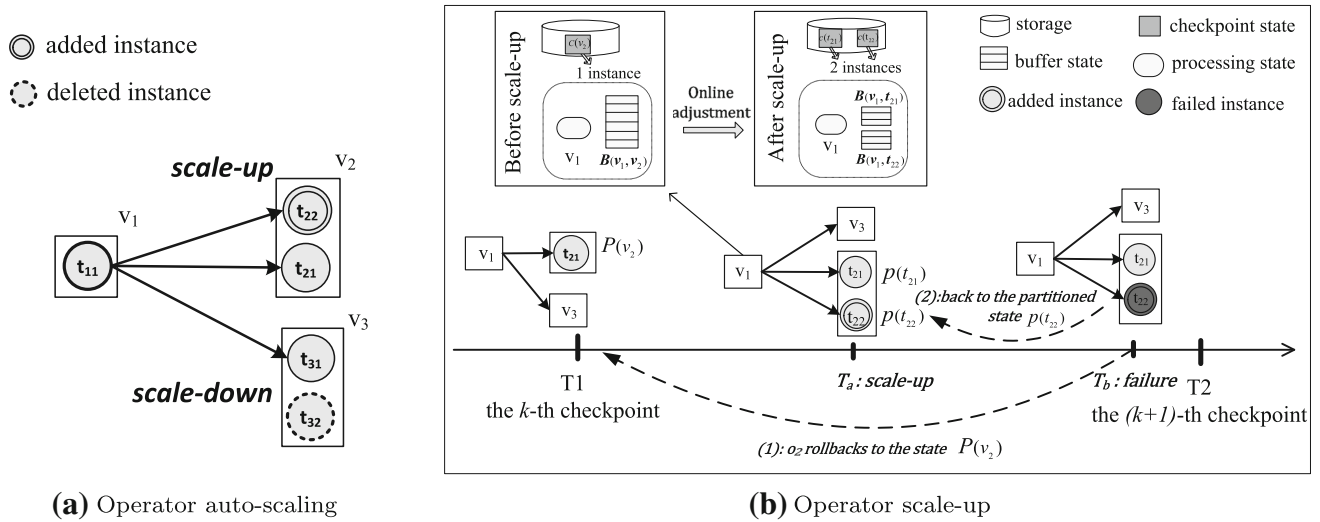 added instance
deleted instance
scale-up
v2
t22
v1
t11
t21
v3
t31
scale-down
t32
(a) Operator auto-scaling
Before scale-up
C(v2)
1 instance
v1
B(v1,v2)
Online
adjustment
After scale-up
c(t21)
c(t22)
2 instances
B(v1,t21)
v1
B(v1,t22)
storage
checkpoint state
buffer state
processing state
added instance
failed instance
v1
t21
P(v2)
v3
v3
v1
t21
p(t21)
t22
p(t22)
v3
v1
t21
t22
(2):back to the partitioned
state p(t22)
T1
the k-th checkpoint
Ta : scale-up
Tb : failure
T2
the (k+1)-th checkpoint
(1): o2 rollbacks to the state P(v2)
(b) Operator scale-up